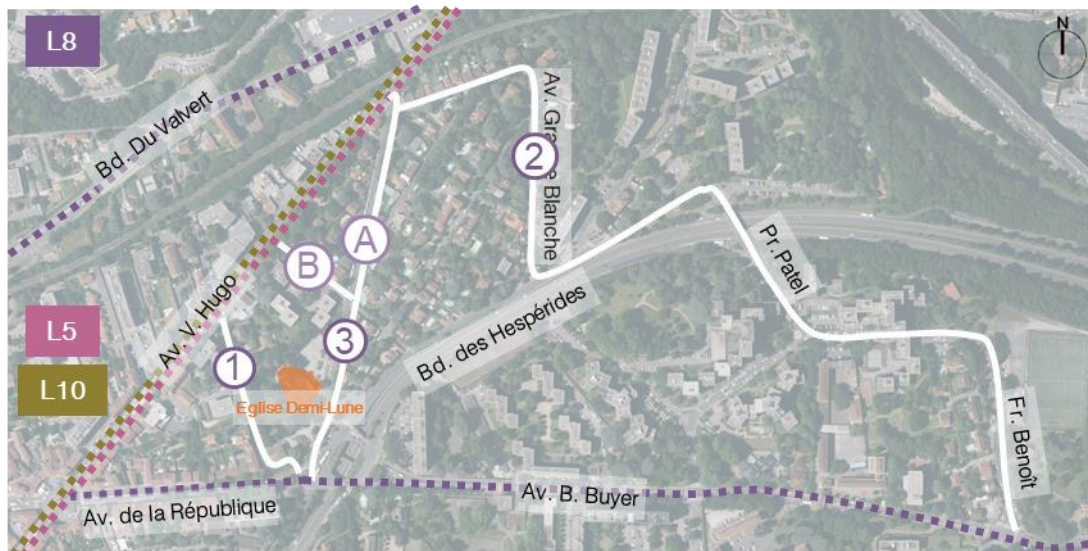 L8
N
Bd. Du Valvert
Av. Gra e Blanche
2
A
B
Av. V. Hugo
Pr. Patel
L5
3
Bd. des Hespérides
1
L10
Eglise Demi-Lune
Fr. Benoît
Av. B. Buyer
Av. de la République